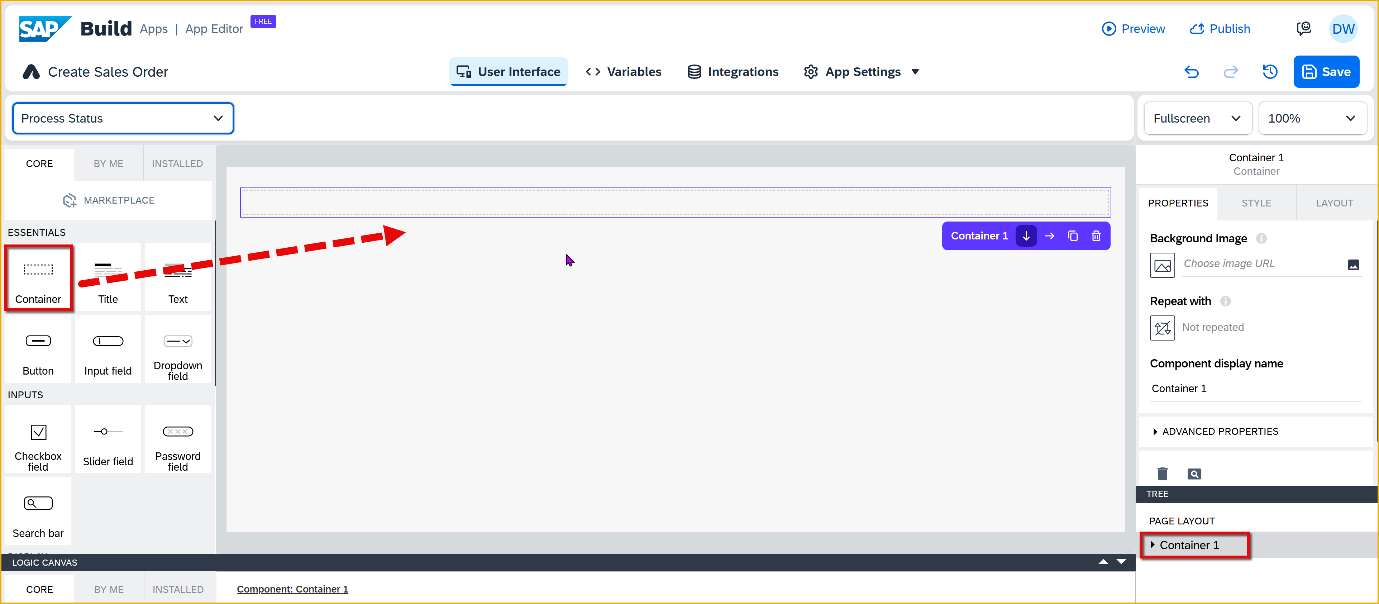 SAP Build Apps | App Editor FREE
Preview Publish DW
Create Sales Order
User Interface Variables Integrations App Settings
Save
Process Status
Fullscreen 100%
CORE BY ME INSTALLED
MARKETPLACE
ESSENTIALS
Container Title Text
Button Input field Dropdown
field
INPUTS
Checkbox
field
Slider field
Password
field
XXX
Search bar
Container 1
Container 1
Container
PROPERTIES STYLE LAYOUT
Background Image
Choose image URL
Repeat with
Not repeated
Component display name
Container 1
ADVANCED PROPERTIES
TREE
PAGE LAYOUT
Container 1
LOGIC CANVAS
CORE BY ME INSTALLED
Component: Container 1